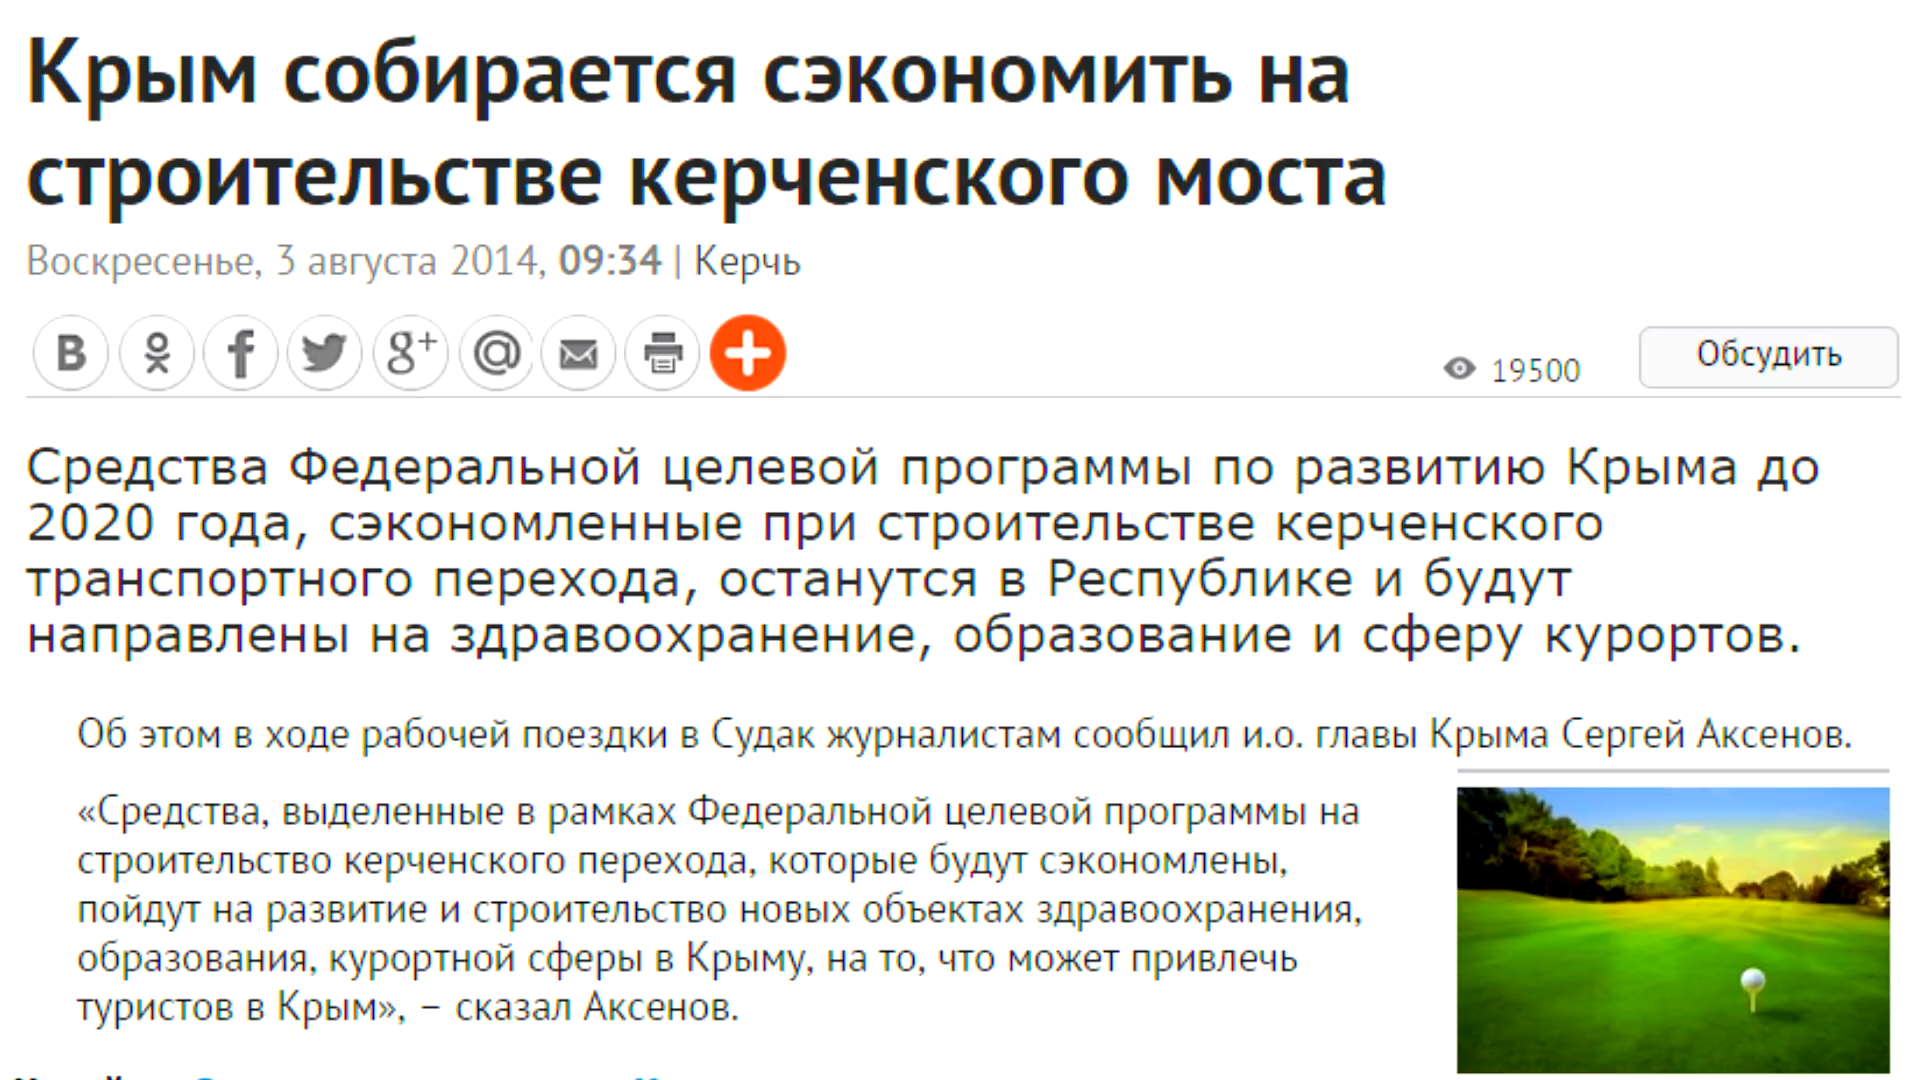 Крым собирается сэкономить на
строительстве керченского моста
Воскресенье, 3 августа 2014, 09:34 | Керчь
В f g+ @
19500 Обсудить
Средства Федеральной целевой программы по развитию Крыма до
2020 года, сэкономленные при строительстве керченского
транспортного перехода, останутся в Республике и будут
направлены на здравоохранение, образование и сферу курортов.
Об этом в ходе рабочей поездки в Судак журналистам сообщил и.о. главы Крыма Сергей Аксенов.
«Средства, выделенные в рамках Федеральной целевой программы на
строительство керченского перехода, которые будут сэкономлены,
пойдут на развитие и строительство новых объектах здравоохранения,
образования, курортной сферы в Крыму, на то, что может привлечь
туристов в Крым», – сказал Аксенов.